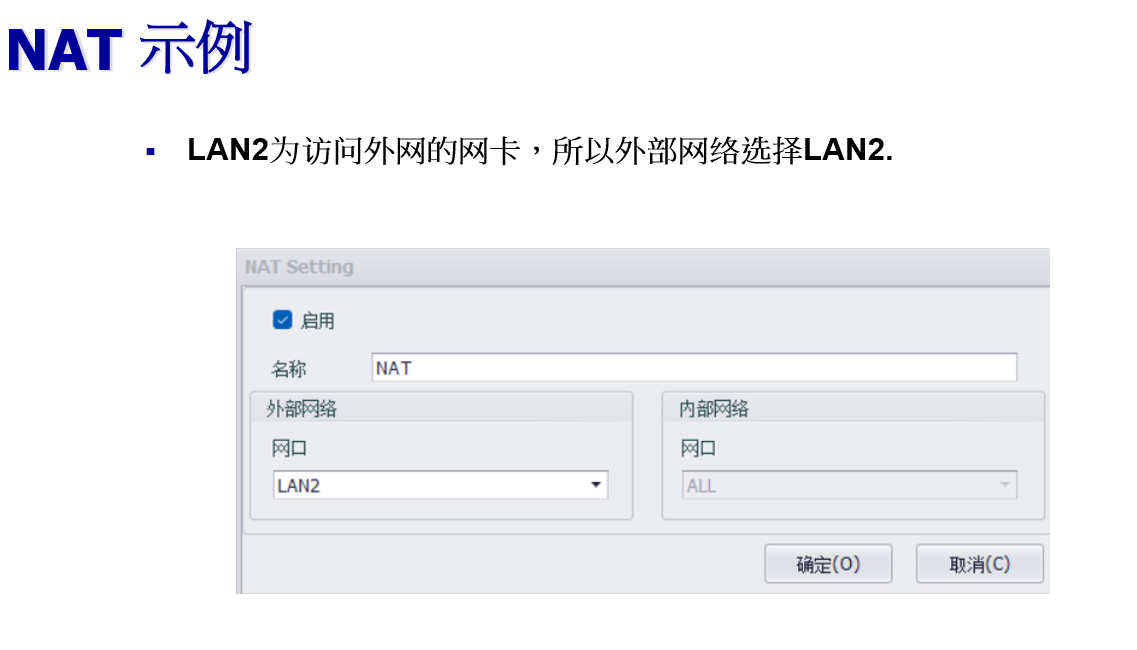 NAT 示例
▪ LAN2为访问外网的网卡，所以外部网络选择LAN2.
NAT Setting
启用
名称 NAT
外部网络 内部网络
网口 网口
LAN2 ALL
确定(O) 取消(C)